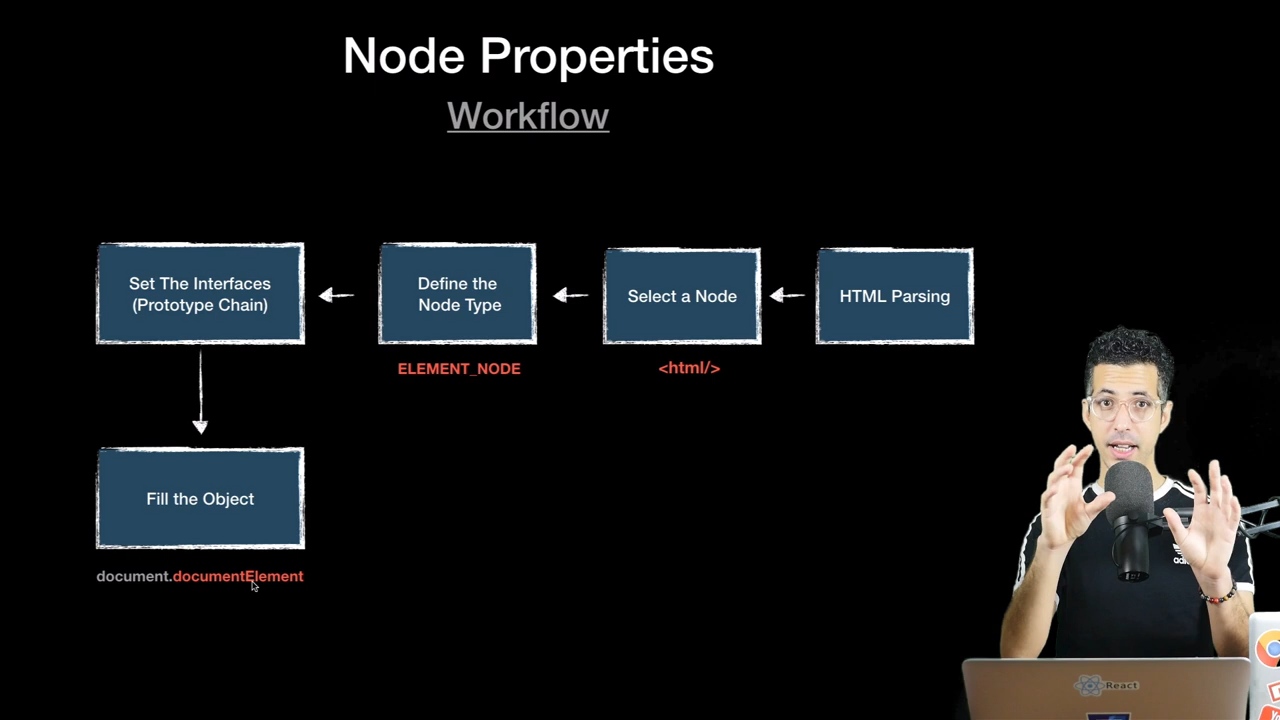 Node Properties
Workflow
Set The Interfaces
(Prototype Chain)
Define the
Node Type
Select a Node
HTML Parsing
ELEMENT_NODE
<html/>
Fill the Object
document.documentElement
React